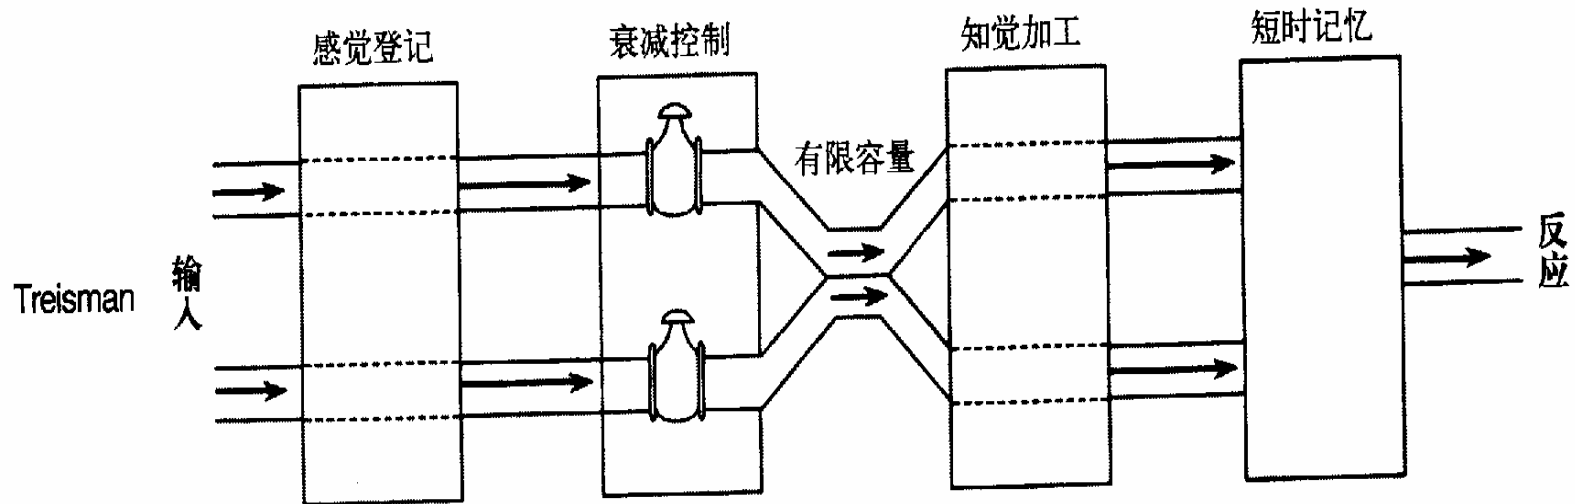 感觉登记
衰减控制
知觉加工
短时记忆
有限容量
Treisman
输入
反应